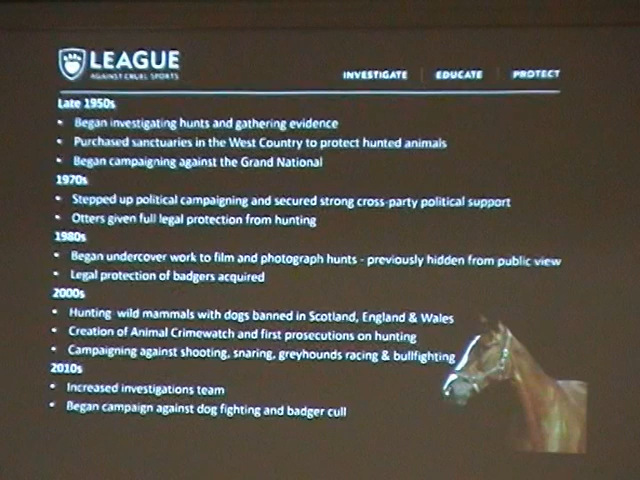 LEAGUE
AGAINST CRUEL SPORTS
INVESTIGATE EDUCATE PROTECT
Late 1950s
• Began investigating hunts and gathering evidence
• Purchased sanctuaries in the West Country to protect hunted animals
• Began campaigning against the Grand National
1970s
• Stepped up political campaigning and secured strong cross-party political support
• Otters given full legal protection from hunting
1980s
• Began undercover work to film and photograph hunts - previously hidden from public view
• Legal protection of badgers acquired
2000s
• Hunting wild mammals with dogs banned in Scotland, England & Wales
• Creation of Animal Crimewatch and first prosecutions on hunting
• Campaigning against shooting, snaring, greyhounds racing & bullfighting
2010s
• Increased investigations team
• Began campaign against dog fighting and badger cull